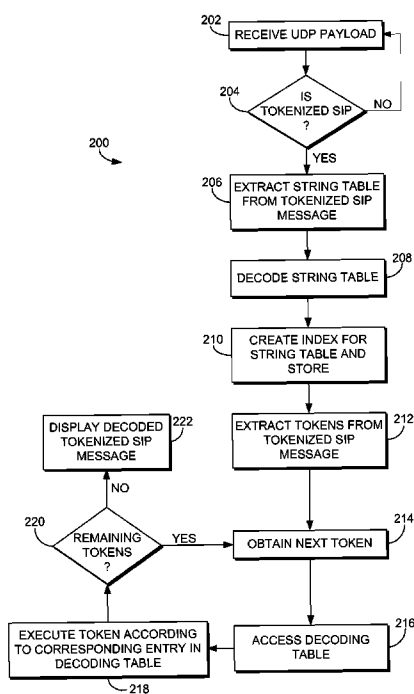 202
RECEIVE UDP PAYLOAD
204
IS
TOKENIZED SIP
?
NO
YES
200
206
EXTRACT STRING TABLE
FROM TOKENIZED SIP
MESSAGE
208
DECODE STRING TABLE
210
CREATE INDEX FOR
STRING TABLE AND
STORE
212
EXTRACT TOKENS FROM
TOKENIZED SIP
MESSAGE
214
OBTAIN NEXT TOKEN
216
ACCESS DECODING
TABLE
EXECUTE TOKEN ACCORDING
TO CORRESPONDING ENTRY IN
DECODING TABLE
218
220
REMAINING
TOKENS
?
YES
NO
222
DISPLAY DECODED
TOKENIZED SIP
MESSAGE